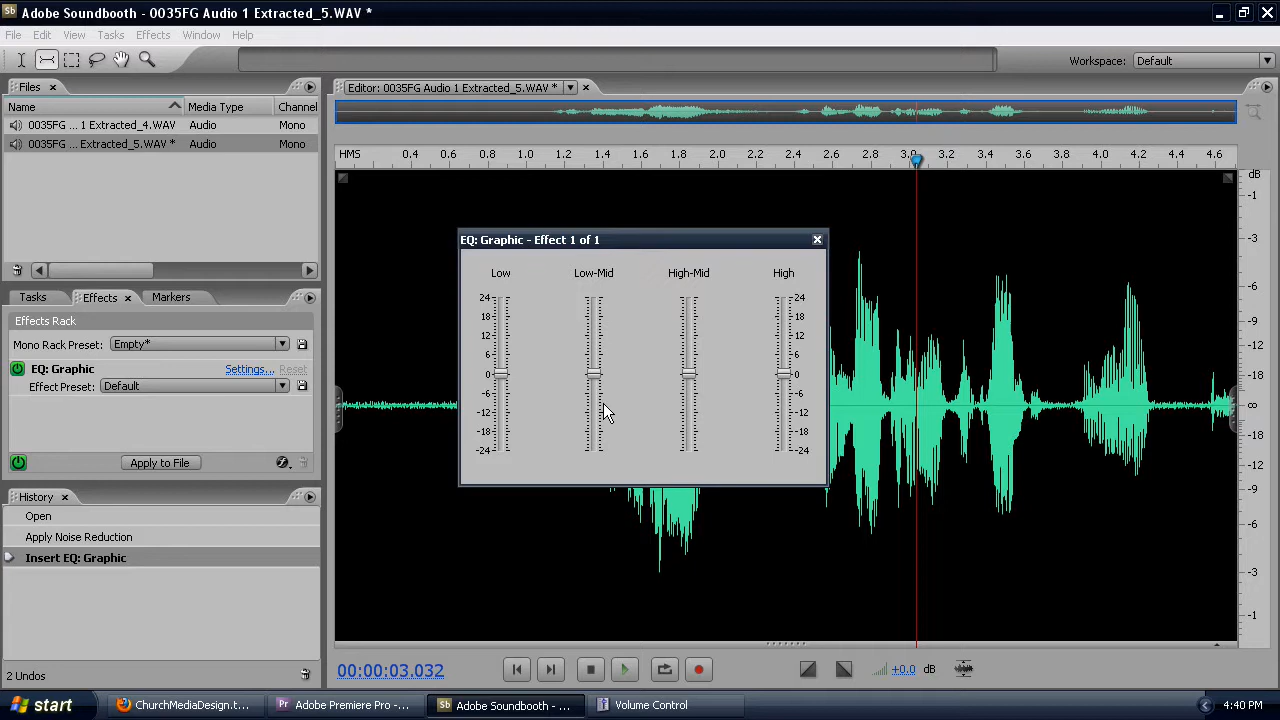 Adobe Soundbooth - 0035FG Audio 1 Extracted_5.WAV *
File Edit View Tasks Effects Window Help
Workspace: Default
Files
Editor: 0035FG Audio 1 Extracted_5.WAV *
Name Media Type Channel
0035FG ... 1 Extracted_4.WAV Audio Mono
0035FG ... Extracted_5.WAV * Audio Mono
HMS 0.4 0.6 0.8 1.0 1.2 1.4 1.6 1.8 2.0 2.2 2.4 2.6 2.8 3.0 3.2 3.4 3.6 3.8 4.0 4.2 4.4 4.6
dB
-1
-3
-6
-9
-12
-18
∞
-18
-12
-9
-6
-3
-1
EQ: Graphic - Effect 1 of 1
Low Low-Mid High-Mid High
24 24
18 18
12 12
6 6
0 0
-6 -6
-12 -12
-18 -18
-24 -24
Tasks Effects Markers
Effects Rack
Mono Rack Preset: Empty*
EQ: Graphic Settings... Reset
Effect Preset: Default
Apply to File
History
Open
Apply Noise Reduction
Insert EQ: Graphic
2 Undos
00:00:03.032
+0.0 dB
start ChurchMediaDesign.t... Adobe Premiere Pro -... Adobe Soundbooth - ... Volume Control 4:40 PM